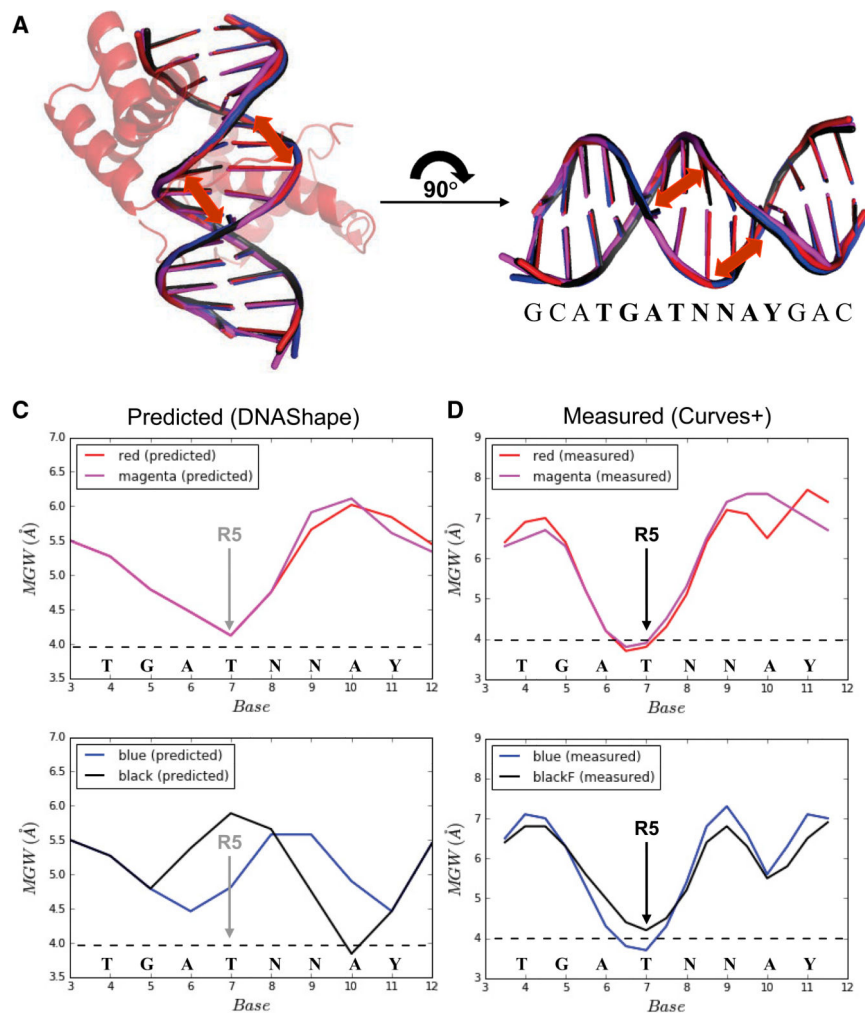 A
90°
GCATGATNNAYGAC
C
Predicted (DNAShape)
7.0
6.5
6.0
5.5
5.0
4.5
4.0
3.5
MGW (Å)
red (predicted)
magenta (predicted)
R5
T G A T N N A Y
3 4 5 6 7 8 9 10 11 12
Base
D
Measured (Curves+)
9
8
7
6
5
4
3
MGW (Å)
red (measured)
magenta (measured)
R5
T G A T N N A Y
3 4 5 6 7 8 9 10 11 12
Base
7.0
6.5
6.0
5.5
5.0
4.5
4.0
3.5
MGW (Å)
blue (predicted)
black (predicted)
R5
T G A T N N A Y
3 4 5 6 7 8 9 10 11 12
Base
9
8
7
6
5
4
3
MGW (Å)
blue (measured)
blackF (measured)
R5
T G A T N N A Y
3 4 5 6 7 8 9 10 11 12
Base